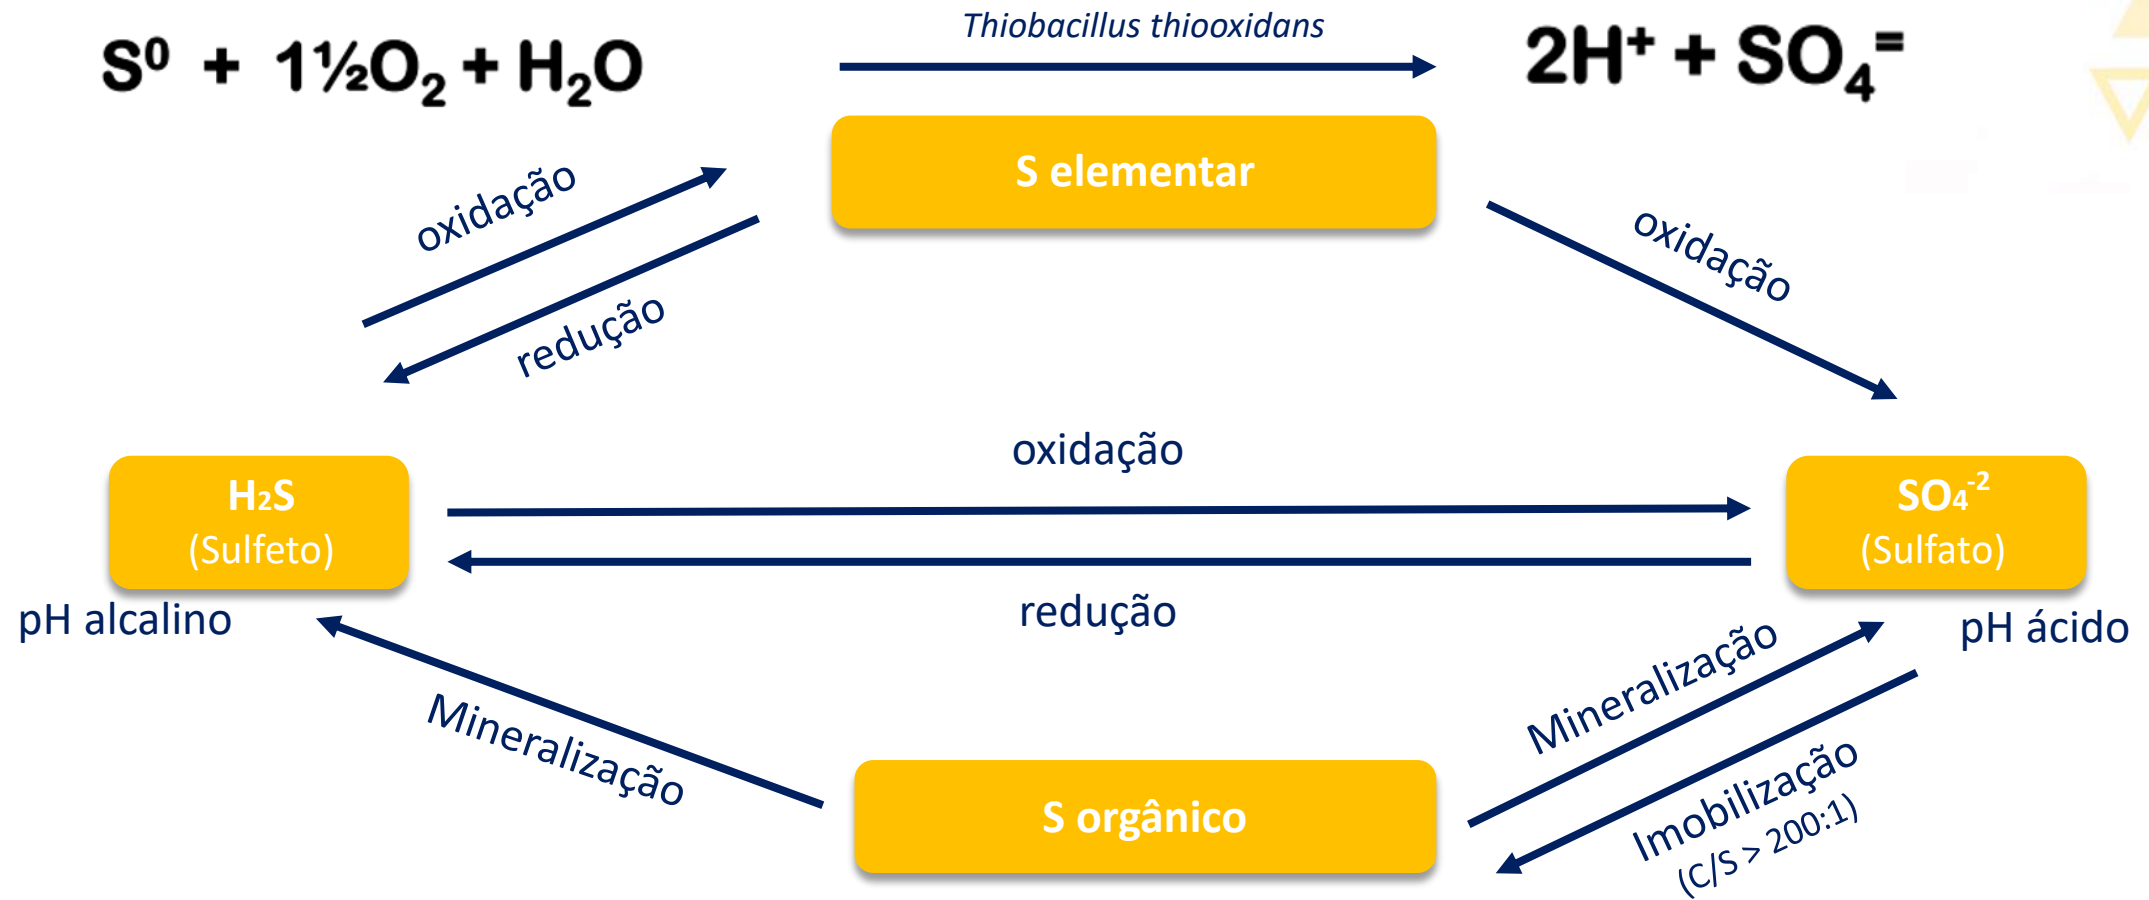 Thiobacillus thiooxidans
S⁰ + 1½O₂ + H₂O
2H⁺ + SO₄⁼
S elementar
oxidação
redução
oxidação
oxidação
H₂S
(Sulfeto)
SO₄⁻²
(Sulfato)
redução
pH alcalino
pH ácido
Mineralização
Mineralização
Imobilização
(C/S > 200:1)
S orgânico